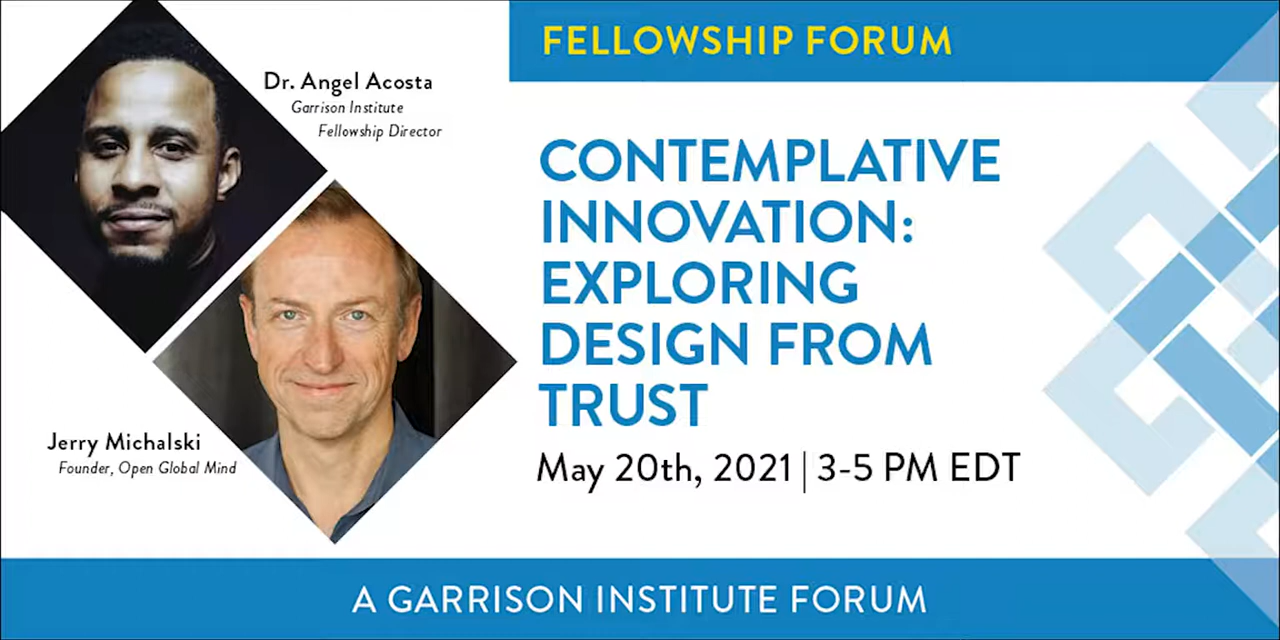 FELLOWSHIP FORUM
Dr. Angel Acosta
Garrison Institute
Fellowship Director
CONTEMPLATIVE
INNOVATION:
EXPLORING
DESIGN FROM
TRUST
May 20th, 2021 | 3-5 PM EDT
Jerry Michalski
Founder, Open Global Mind
A GARRISON INSTITUTE FORUM